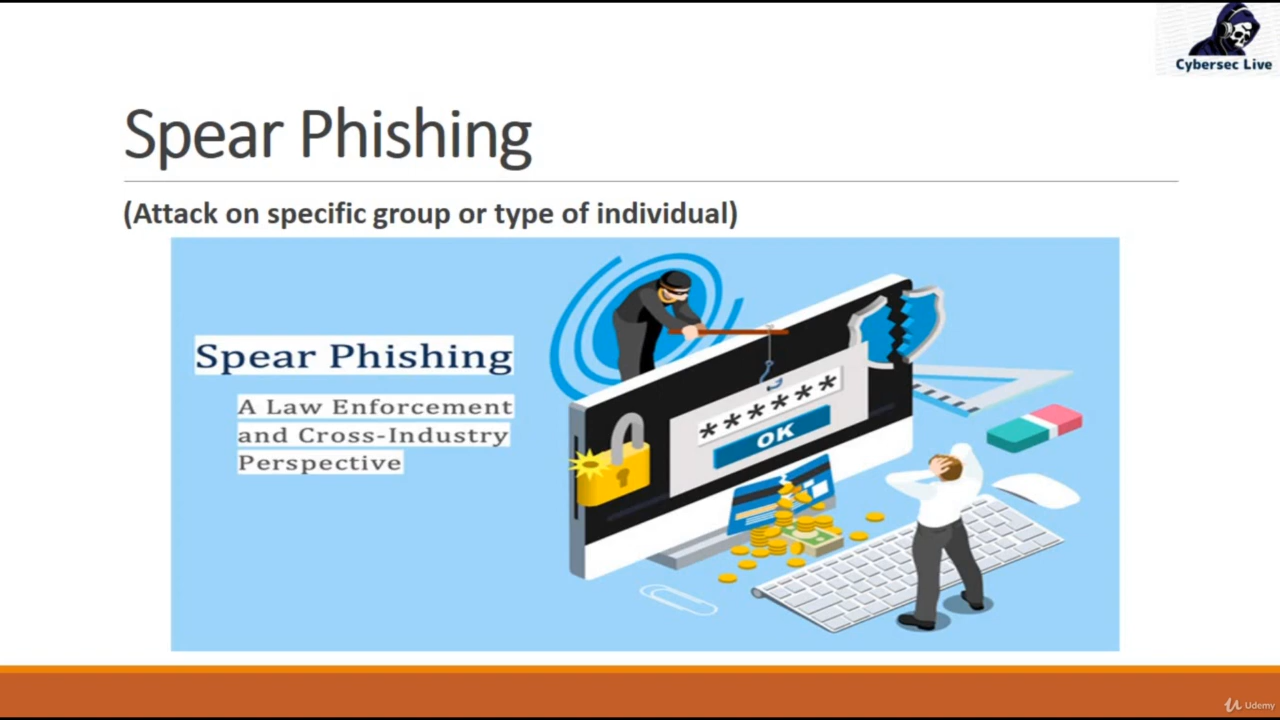 Cybersec Live
Spear Phishing
(Attack on specific group or type of individual)
Spear Phishing
A Law Enforcement
and Cross-Industry
Perspective
******
OK
Udemy